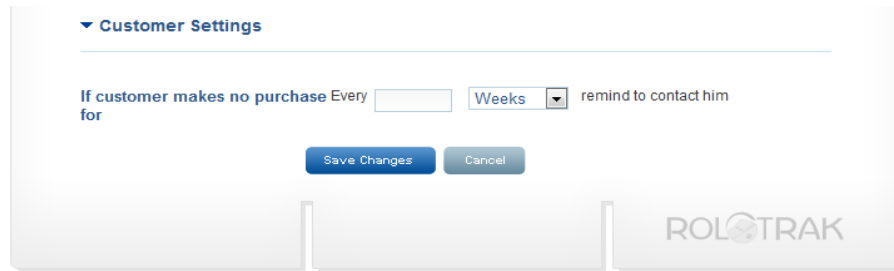 Customer Settings
If customer makes no purchase for Every Weeks remind to contact him
Save Changes Cancel
ROLOTRAK